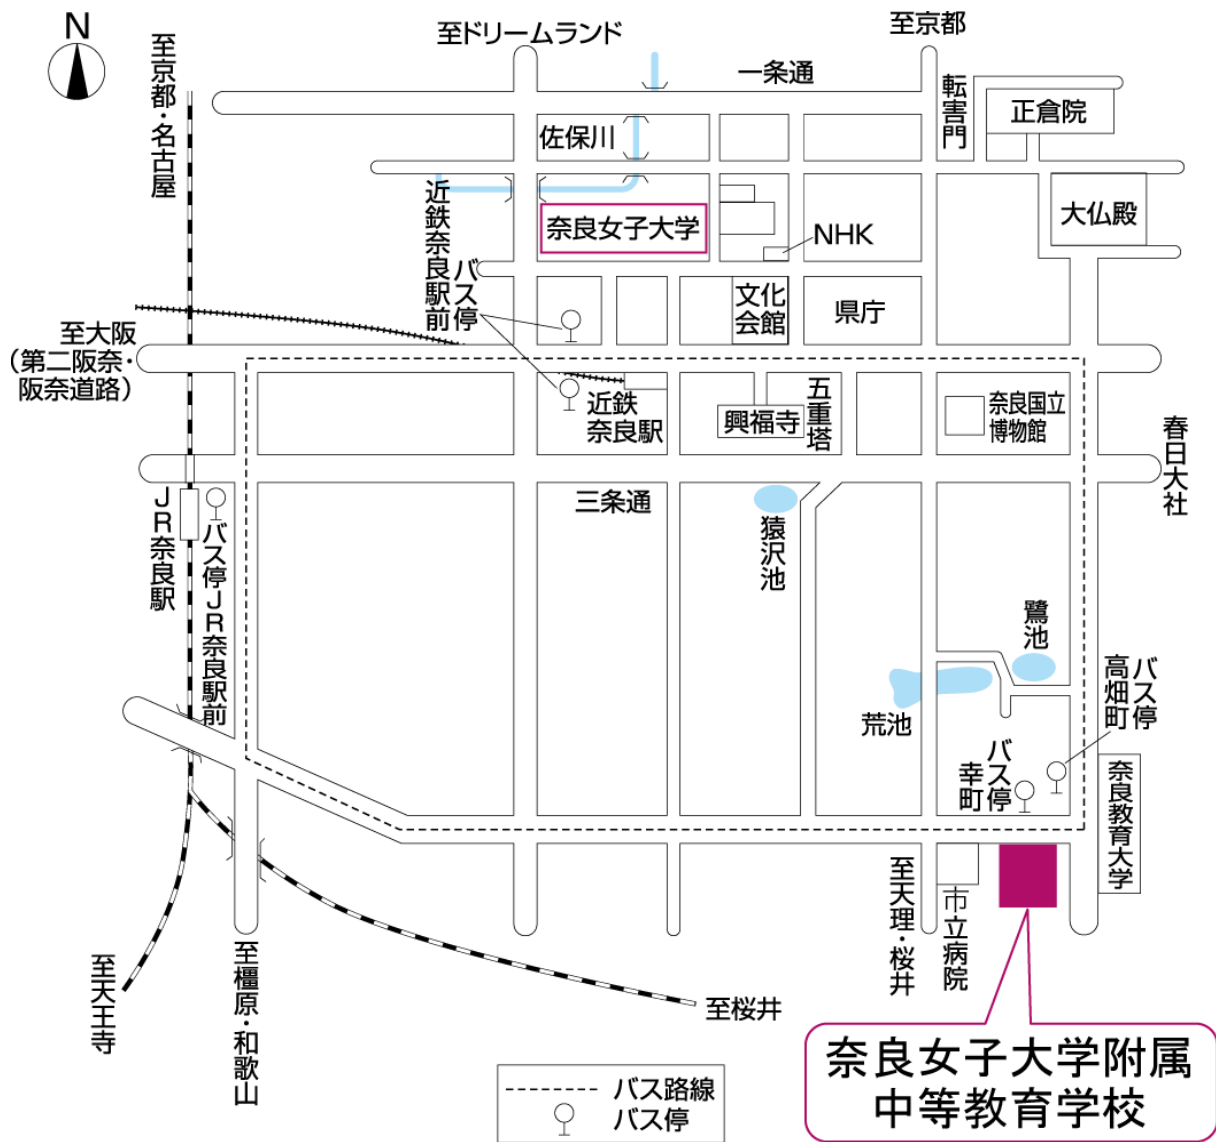 N
至ドリームランド
至京都
至京都・名古屋
一条通
転害門
正倉院
佐保川
近鉄奈良駅前
バス停
奈良女子大学
大仏殿
NHK
文化
会館
県庁
至大阪
(第二阪奈・
阪奈道路)
近鉄
奈良駅
興福寺
五重塔
奈良国立
博物館
春日大社
三条通
JR奈良駅
バス停JR奈良駅前
猿沢池
鷺池
荒池
バス停
高畑町
バス停
幸町
奈良教育大学
至天理・桜井
市立病院
至天王寺
至橿原・和歌山
至桜井
奈良女子大学附属
中等教育学校
バス路線
バス停